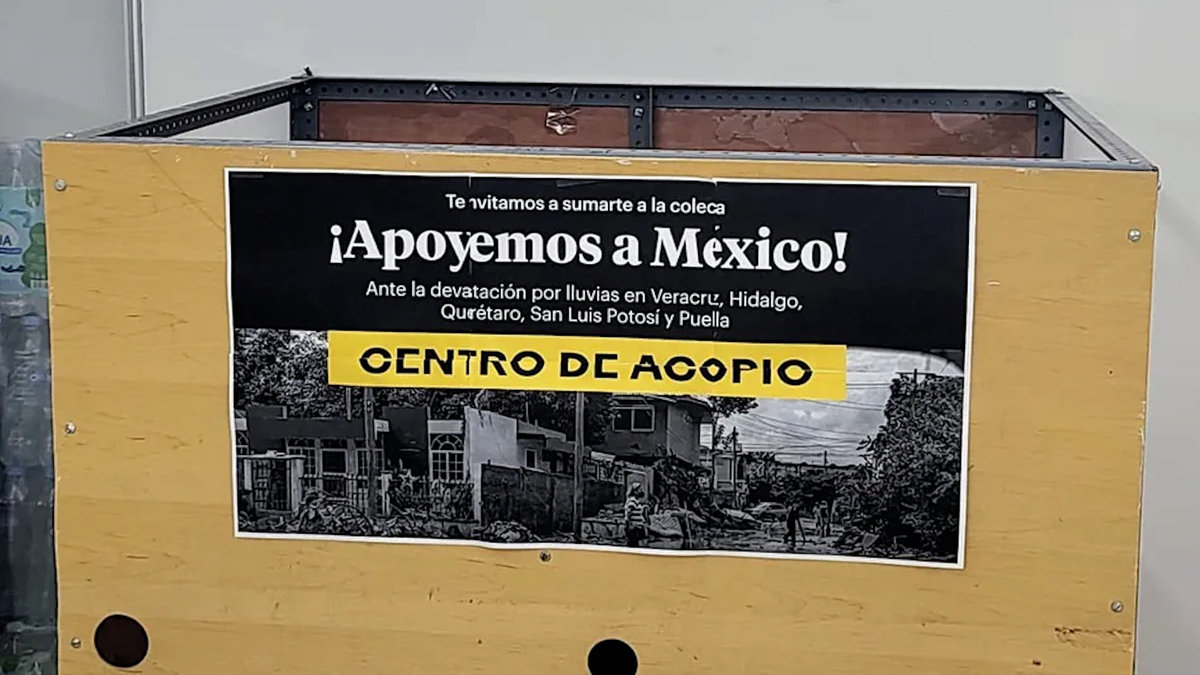 Te nvitamos a sumarte a la coleca
¡Apoyemos a México!
Ante la devatación por lluvias en Veracruz, Hidalgo,
Querétaro, San Luis Potosí y Puella
CENTRO DE ACOPIO